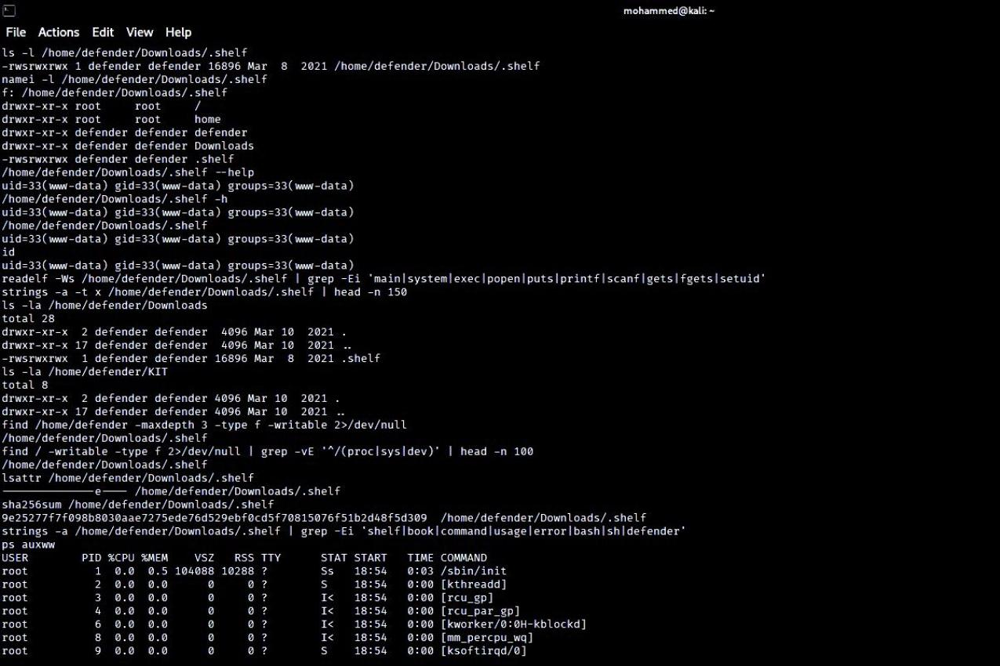 mohammed@kali: ~
File Actions Edit View Help
ls -l /home/defender/Downloads/.shelf
-rwsrwxrwx 1 defender defender 16896 Mar  8  2021 /home/defender/Downloads/.shelf
namei -l /home/defender/Downloads/.shelf
f: /home/defender/Downloads/.shelf
drwxr-xr-x root     root     /
drwxr-xr-x root     root     home
drwxr-xr-x defender defender defender
drwxr-xr-x defender defender Downloads
-rwsrwxrwx defender defender .shelf
/home/defender/Downloads/.shelf --help
uid=33(www-data) gid=33(www-data) groups=33(www-data)
/home/defender/Downloads/.shelf -h
uid=33(www-data) gid=33(www-data) groups=33(www-data)
/home/defender/Downloads/.shelf
uid=33(www-data) gid=33(www-data) groups=33(www-data)
id
uid=33(www-data) gid=33(www-data) groups=33(www-data)
readelf -Ws /home/defender/Downloads/.shelf | grep -Ei 'main|system|exec|popen|puts|printf|scanf|gets|fgets|setuid'
strings -a -t x /home/defender/Downloads/.shelf | head -n 150
ls -la /home/defender/Downloads
total 28
drwxr-xr-x  2 defender defender  4096 Mar 10  2021 .
drwxr-xr-x 17 defender defender  4096 Mar 10  2021 ..
-rwsrwxrwx  1 defender defender 16896 Mar  8  2021 .shelf
ls -la /home/defender/KIT
total 8
drwxr-xr-x  2 defender defender 4096 Mar 10  2021 .
drwxr-xr-x 17 defender defender 4096 Mar 10  2021 ..
find /home/defender -maxdepth 3 -type f -writable 2>/dev/null
/home/defender/Downloads/.shelf
find / -writable -type f 2>/dev/null | grep -vE '^/(proc|sys|dev)' | head -n 100
/home/defender/Downloads/.shelf
lsattr /home/defender/Downloads/.shelf
--------------e---- /home/defender/Downloads/.shelf
sha256sum /home/defender/Downloads/.shelf
9e25277f7f098b8030aae7275ede76d529ebf0cd5f70815076f51b2d48f5d309  /home/defender/Downloads/.shelf
strings -a /home/defender/Downloads/.shelf | grep -Ei 'shelf|book|command|usage|error|bash|sh|defender'
ps auxww
USER         PID %CPU %MEM    VSZ   RSS TTY      STAT START   TIME COMMAND
root           1  0.0  0.5 104088 10288 ?        Ss   18:54   0:03 /sbin/init
root           2  0.0  0.0      0     0 ?        S    18:54   0:00 [kthreadd]
root           3  0.0  0.0      0     0 ?        I<   18:54   0:00 [rcu_gp]
root           4  0.0  0.0      0     0 ?        I<   18:54   0:00 [rcu_par_gp]
root           6  0.0  0.0      0     0 ?        I<   18:54   0:00 [kworker/0:0H-kblockd]
root           8  0.0  0.0      0     0 ?        I<   18:54   0:00 [mm_percpu_wq]
root           9  0.0  0.0      0     0 ?        S    18:54   0:00 [ksoftirqd/0]